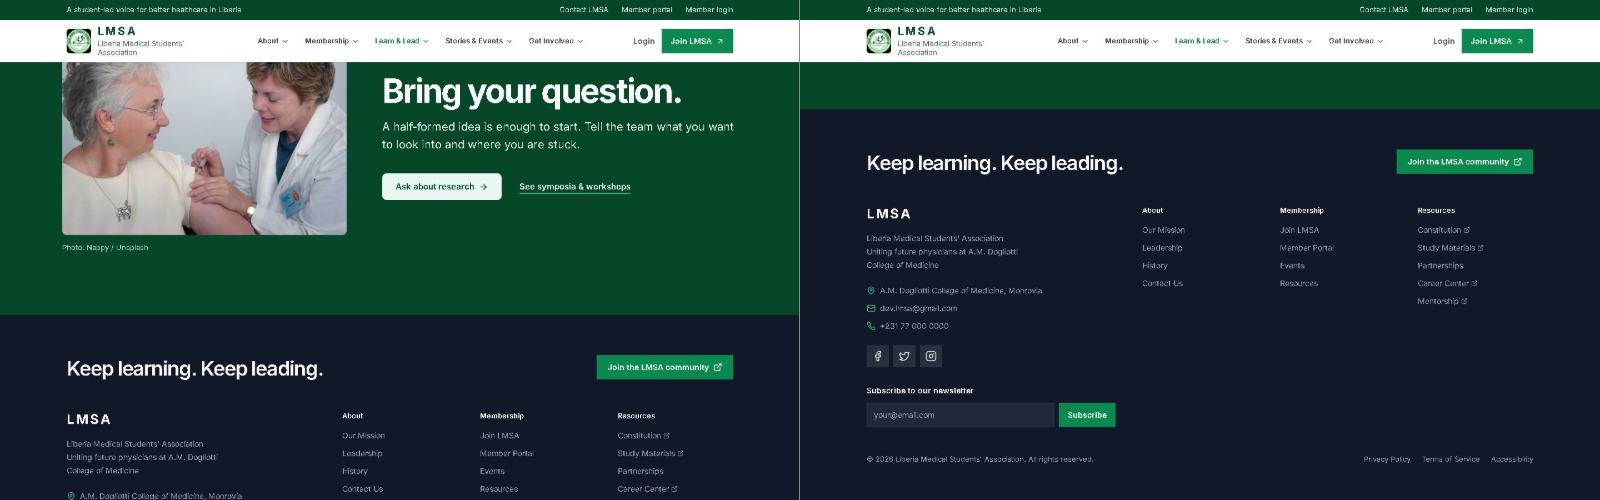 A student-led voice for better healthcare in Liberia
Contact LMSA Member portal Member login
LMSA
Liberia Medical Students'
Association
About Membership Learn & Lead Stories & Events Get Involved
Login Join LMSA
Bring your question.
A half-formed idea is enough to start. Tell the team what you want
to look into and where you are stuck.
Ask about research See symposia & workshops
Photo: Nappy / Unsplash
Keep learning. Keep leading.
Join the LMSA community
LMSA
Liberia Medical Students' Association
Uniting future physicians at A.M. Dogliotti
College of Medicine
A.M. Dogliotti College of Medicine, Monrovia
About
Our Mission
Leadership
History
Contact Us
Membership
Join LMSA
Member Portal
Events
Resources
Resources
Constitution
Study Materials
Partnerships
Career Center
A student-led voice for better healthcare in Liberia
Contact LMSA Member portal Member login
LMSA
Liberia Medical Students'
Association
About Membership Learn & Lead Stories & Events Get Involved
Login Join LMSA
Keep learning. Keep leading.
Join the LMSA community
LMSA
Liberia Medical Students' Association
Uniting future physicians at A.M. Dogliotti
College of Medicine
A.M. Dogliotti College of Medicine, Monrovia
dev.lmsa@gmail.com
+231 77 000 0000
Subscribe to our newsletter
your@email.com
Subscribe
About
Our Mission
Leadership
History
Contact Us
Membership
Join LMSA
Member Portal
Events
Resources
Resources
Constitution
Study Materials
Partnerships
Career Center
Mentorship
© 2026 Liberia Medical Students' Association. All rights reserved.
Privacy Policy Terms of Service Accessibility